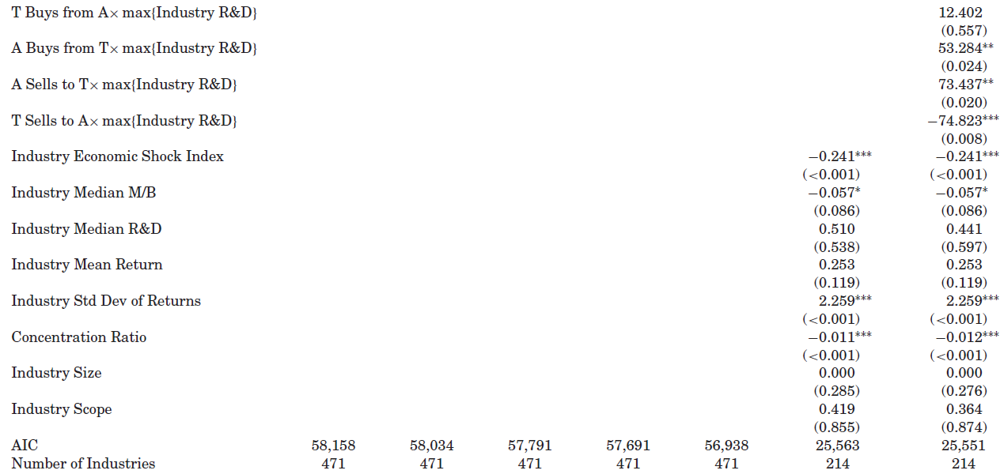 T Buys from A× max{Industry R&D} 12.402
(0.557)
A Buys from T× max{Industry R&D} 53.284**
(0.024)
A Sells to T× max{Industry R&D} 73.437**
(0.020)
T Sells to A× max{Industry R&D} −74.823***
(0.008)
Industry Economic Shock Index −0.241*** −0.241***
(<0.001) (<0.001)
Industry Median M/B −0.057* −0.057*
(0.086) (0.086)
Industry Median R&D 0.510 0.441
(0.538) (0.597)
Industry Mean Return 0.253 0.253
(0.119) (0.119)
Industry Std Dev of Returns 2.259*** 2.259***
(<0.001) (<0.001)
Concentration Ratio −0.011*** −0.012***
(<0.001) (<0.001)
Industry Size 0.000 0.000
(0.285) (0.276)
Industry Scope 0.419 0.364
(0.855) (0.874)
AIC 58,158 58,034 57,791 57,691 56,938 25,563 25,551
Number of Industries 471 471 471 471 471 214 214